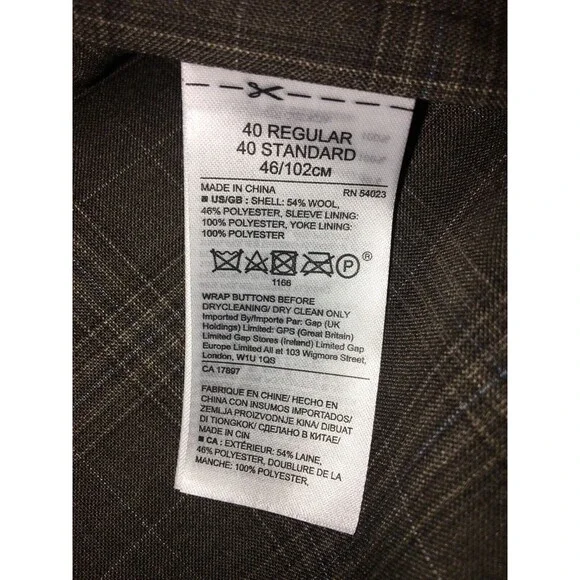 40 REGULAR
40 STANDARD
46/102CM
MADE IN CHINA RN 54023
■ US/GB : SHELL: 54% WOOL,
46% POLYESTER, SLEEVE LINING:
100% POLYESTER, YOKE LINING:
100% POLYESTER
P ®
1168
WRAP BUTTONS BEFORE
DRYCLEANING/ DRY CLEAN ONLY
Imported By/Importe Par: Gap (UK
Holdings) Limited: GPS (Great Britain)
Limited Gap Stores (Ireland) Limited Gap
Europe Limited All at 103 Wigmore Street,
London, W1U 1QS
CA 17897
FABRIQUE EN CHINE/ HECHO EN
CHINA CON INSUMOS IMPORTADOS/
ZEMLJA PROIZVODNJE KINA/ DIBUAT
DI TIONGKOK/ СДЕЛАНО В КИТАЕ/
MADE IN CIN
■ CA : EXTÉRIEUR: 54% LAINE,
46% POLYESTER, DOUBLURE DE LA
MANCHE: 100% POLYESTER,